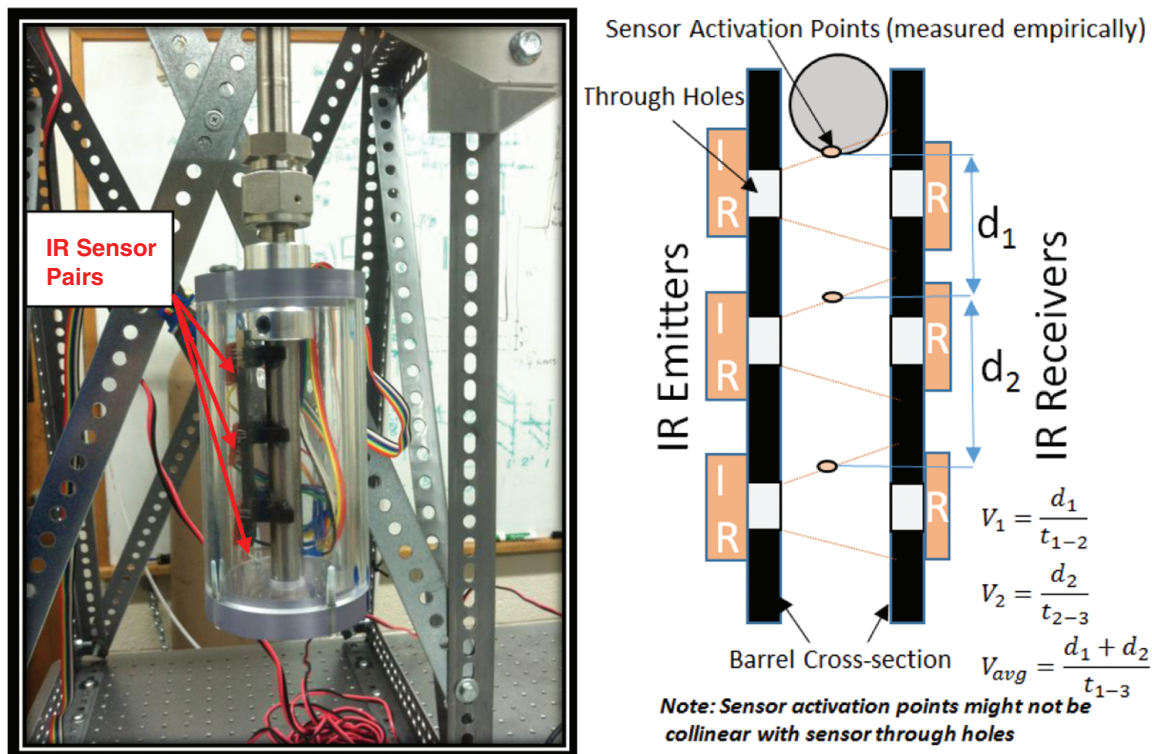 IR Sensor
Pairs
Sensor Activation Points (measured empirically)
Through Holes
I
R
R
d₁
I
R
R
d₂
I
R
R
IR Emitters
IR Receivers
V₁ = d₁ / t₁₋₂
V₂ = d₂ / t₂₋₃
Vavg = d₁ + d₂ / t₁₋₃
Barrel Cross-section
Note: Sensor activation points might not be
collinear with sensor through holes